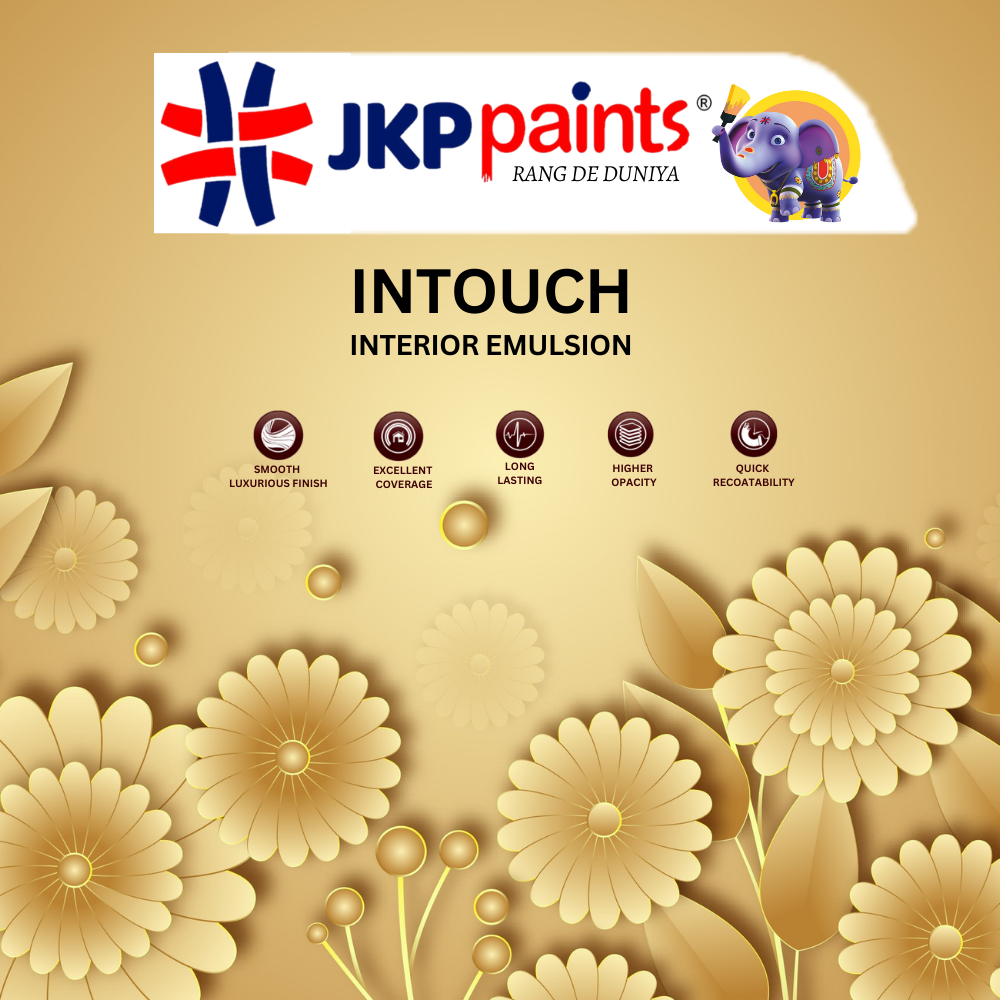 JKP paints ®
RANG DE DUNIYA
INTOUCH
INTERIOR EMULSION
SMOOTH
LUXURIOUS FINISH
EXCELLENT
COVERAGE
LONG
LASTING
HIGHER
OPACITY
QUICK
RECOATABILITY